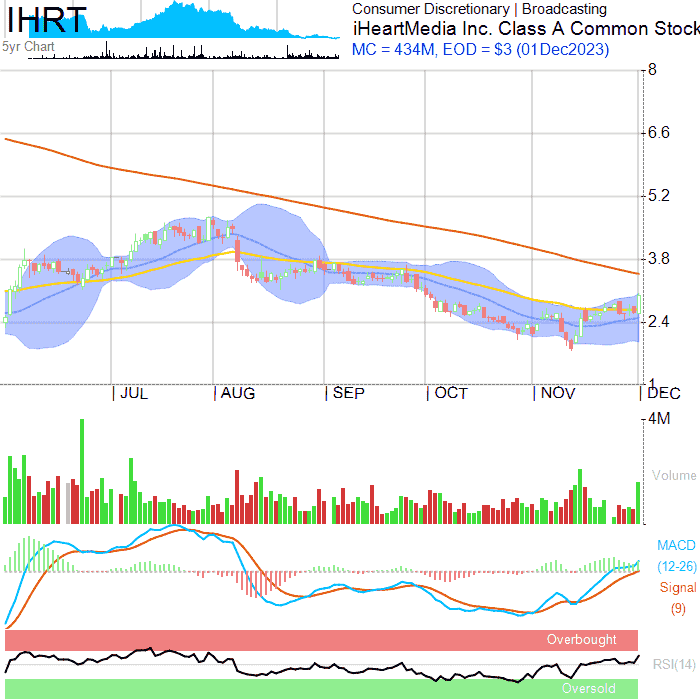 IHRT
5yr Chart
Consumer Discretionary | Broadcasting
iHeartMedia Inc. Class A Common Stock
MC = 434M, EOD = $3 (01Dec2023)
8
6.6
5.2
3.8
2.4
1
JUL
AUG
SEP
OCT
NOV
DEC
4M
Volume
MACD
(12-26)
Signal
(9)
Overbought
RSI(14)
Oversold